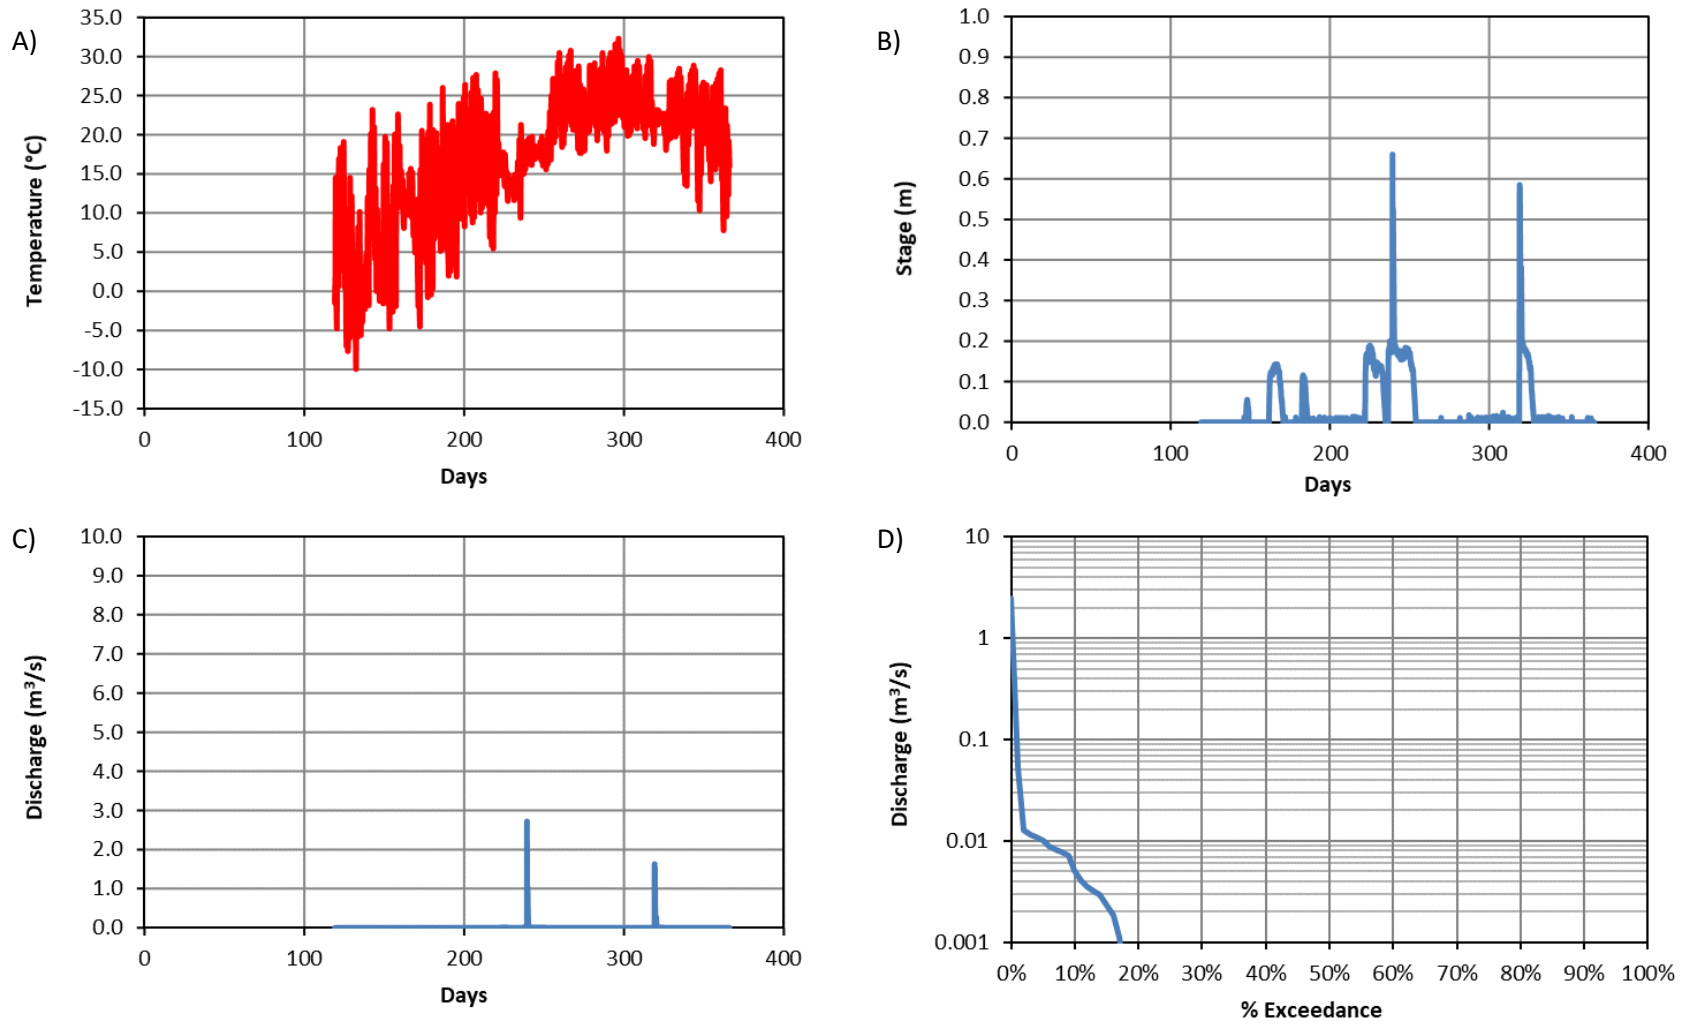 A)
35.0
30.0
25.0
20.0
15.0
10.0
5.0
0.0
-5.0
-10.0
-15.0
Temperature (°C)
0 100 200 300 400
Days
B)
1.0
0.9
0.8
0.7
0.6
0.5
0.4
0.3
0.2
0.1
0.0
Stage (m)
0 100 200 300 400
Days
C)
10.0
9.0
8.0
7.0
6.0
5.0
4.0
3.0
2.0
1.0
0.0
Discharge (m³/s)
0 100 200 300 400
Days
D)
10
1
0.1
0.01
0.001
Discharge (m³/s)
0% 10% 20% 30% 40% 50% 60% 70% 80% 90% 100%
% Exceedance